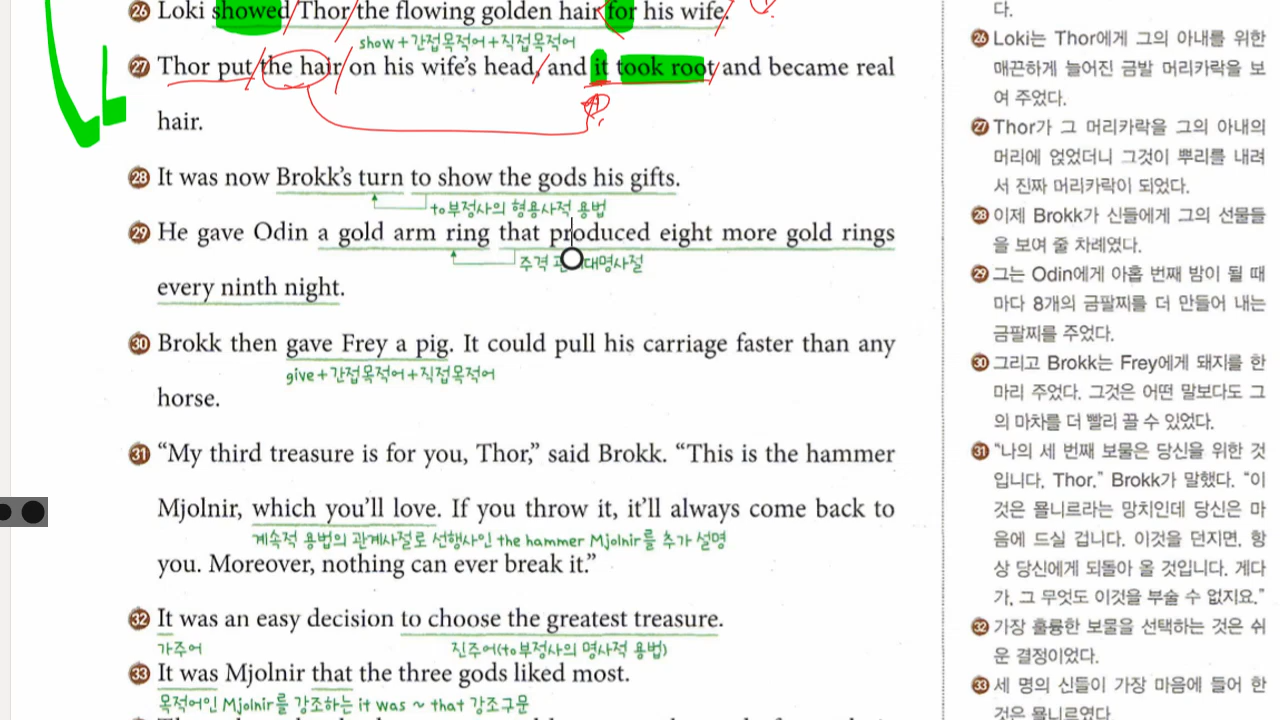 ㉖ Loki showed Thor the flowing golden hair for his wife.
show+간접목적어+직접목적어
㉗ Thor put the hair on his wife's head, and it took root and became real
hair.
㉘ It was now Brokk's turn to show the gods his gifts.
to부정사의 형용사적 용법
㉙ He gave Odin a gold arm ring that produced eight more gold rings
주격 대명사절
every ninth night.
㉚ Brokk then gave Frey a pig. It could pull his carriage faster than any
give+간접목적어+직접목적어
horse.
㉛ “My third treasure is for you, Thor,” said Brokk. “This is the hammer
Mjolnir, which you'll love. If you throw it, it'll always come back to
계속적 용법의 관계사절로 선행사인 the hammer Mjolnir를 추가 설명
you. Moreover, nothing can ever break it.”
㉜ It was an easy decision to choose the greatest treasure.
가주어 진주어(to부정사의 명사적 용법)
㉝ It was Mjolnir that the three gods liked most.
목적어인 Mjolnir를 강조하는 it was ~ that 강조구문
다.
㉖ Loki는 Thor에게 그의 아내를 위한
매끈하게 늘어진 금발 머리카락을 보
여 주었다.
㉗ Thor가 그 머리카락을 그의 아내의
머리에 얹었더니 그것이 뿌리를 내려
서 진짜 머리카락이 되었다.
㉘ 이제 Brokk가 신들에게 그의 선물들
을 보여 줄 차례였다.
㉙ 그는 Odin에게 아홉 번째 밤이 될 때
마다 8개의 금팔찌를 더 만들어 내는
금팔찌를 주었다.
㉚ 그리고 Brokk는 Frey에게 돼지를 한
마리 주었다. 그것은 어떤 말보다도 그
의 마차를 더 빨리 끌 수 있었다.
㉛ “나의 세 번째 보물은 당신을 위한 것
입니다, Thor.” Brokk가 말했다. “이
것은 묠니르라는 망치인데 당신은 마
음에 드실 겁니다. 이것을 던지면, 항
상 당신에게 되돌아 올 것입니다. 게다
가, 그 무엇도 이것을 부술 수 없지요.”
㉜ 가장 훌륭한 보물을 선택하는 것은 쉬
운 결정이었다.
㉝ 세 명의 신들이 가장 마음에 들어 한
것은 묠니르였다.